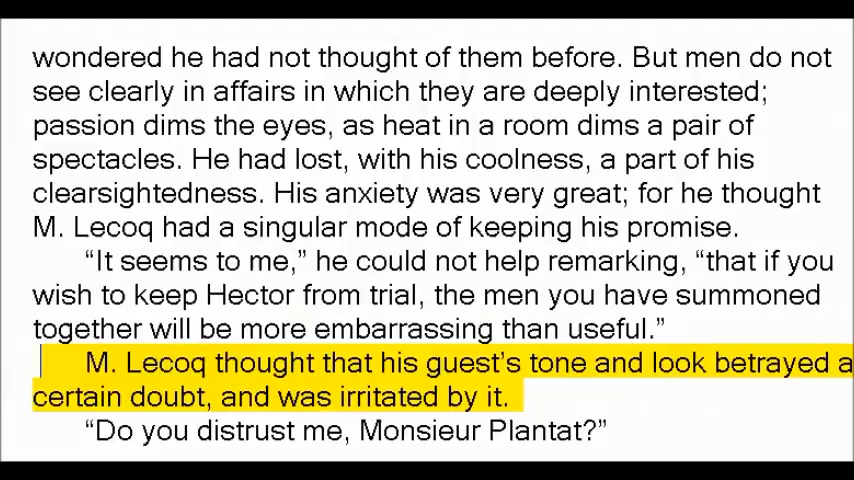 wondered he had not thought of them before. But men do not
see clearly in affairs in which they are deeply interested;
passion dims the eyes, as heat in a room dims a pair of
spectacles. He had lost, with his coolness, a part of his
clearsightedness. His anxiety was very great; for he thought
M. Lecoq had a singular mode of keeping his promise.
“It seems to me,” he could not help remarking, “that if you
wish to keep Hector from trial, the men you have summoned
together will be more embarrassing than useful.”
M. Lecoq thought that his guest’s tone and look betrayed a
certain doubt, and was irritated by it.
“Do you distrust me, Monsieur Plantat?”